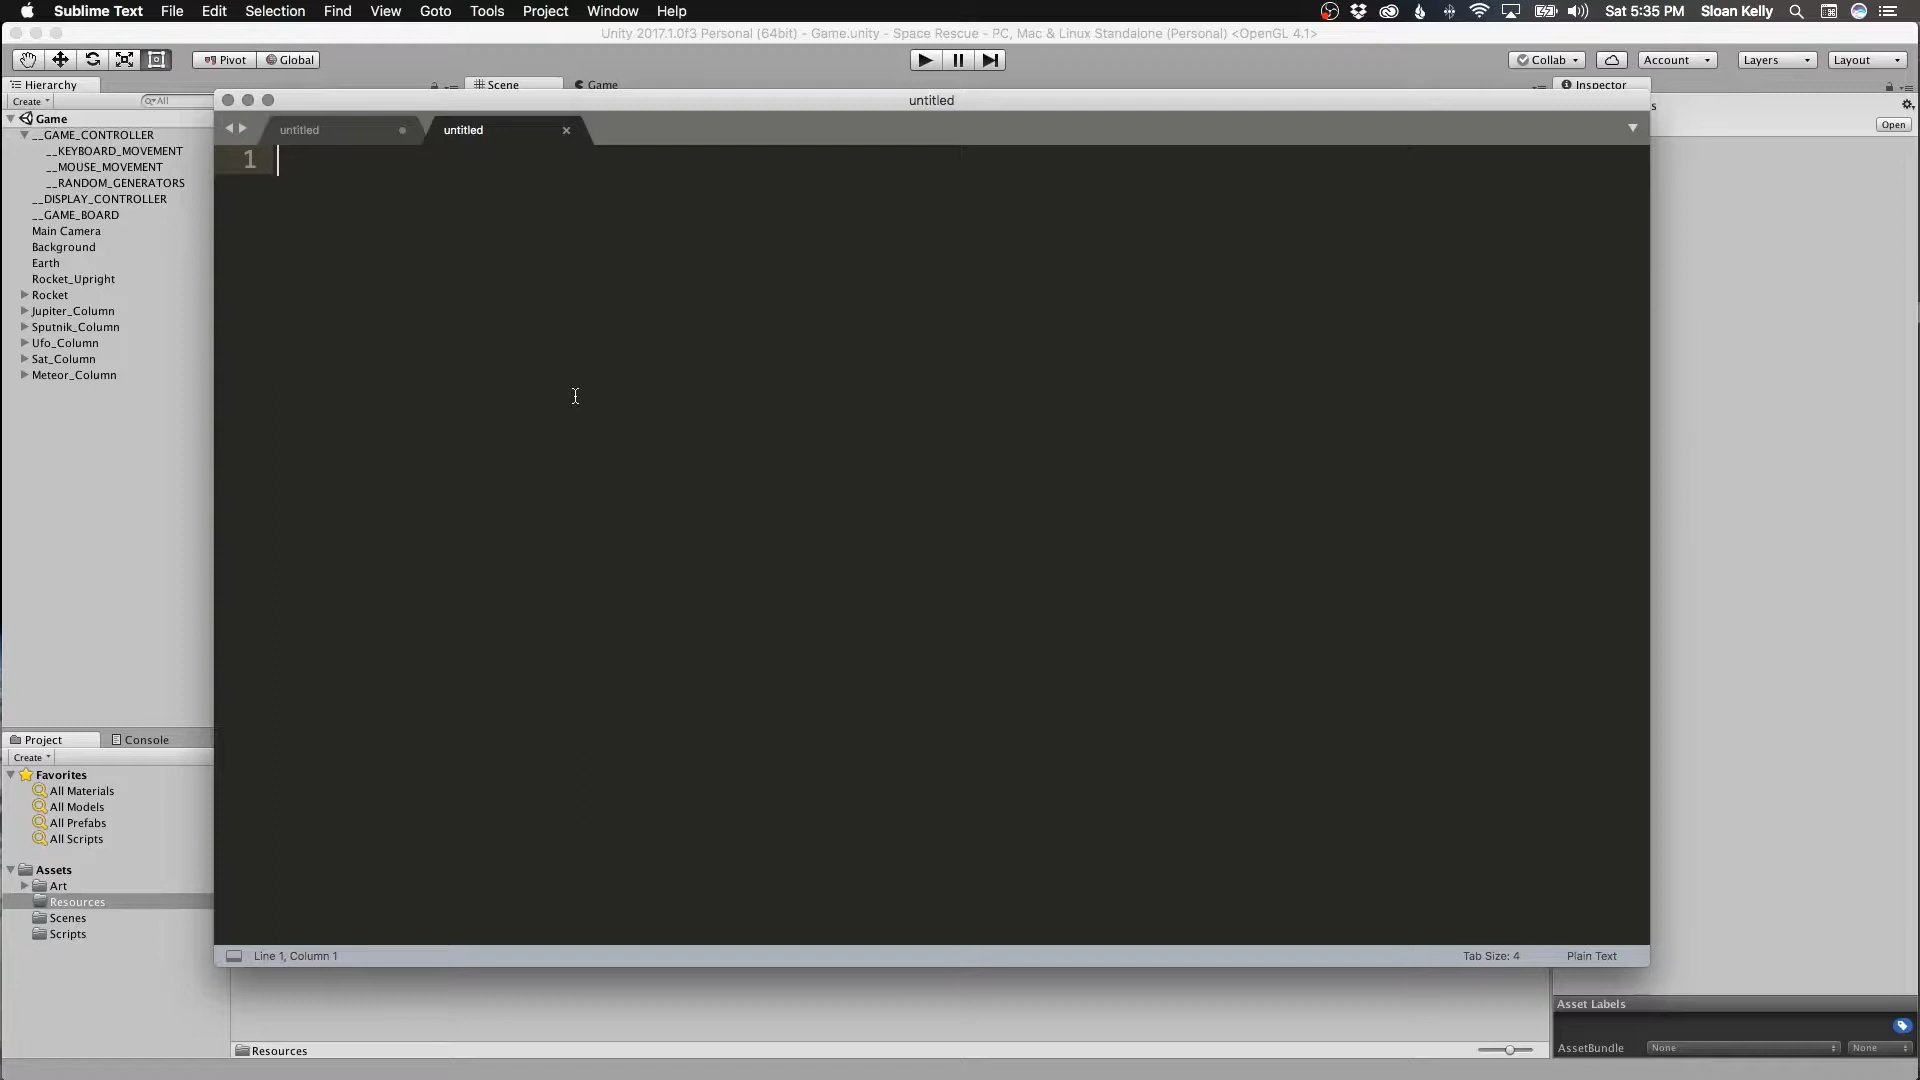 Sublime Text File Edit Selection Find View Goto Tools Project Window Help Sat 5:35 PM Sloan Kelly
Unity 2017.1.0f3 Personal (64bit) - Game.unity - Space Rescue - PC, Mac & Linux Standalone (Personal) <OpenGL 4.1>
Pivot Global Collab Account Layers Layout
Hierarchy Scene Game Inspector
Create All untitled s
Game Open
untitled untitled
__GAME_CONTROLLER
__KEYBOARD_MOVEMENT 1
__MOUSE_MOVEMENT
__RANDOM_GENERATORS
__DISPLAY_CONTROLLER
__GAME_BOARD
Main Camera
Background
Earth
Rocket_Upright
Rocket
Jupiter_Column
Sputnik_Column
Ufo_Column
Sat_Column
Meteor_Column
Project Console
Create
Favorites
All Materials
All Models
All Prefabs
All Scripts
Assets
Art
Resources
Scenes
Scripts
Line 1, Column 1 Tab Size: 4 Plain Text
Asset Labels
Resources
AssetBundle None None